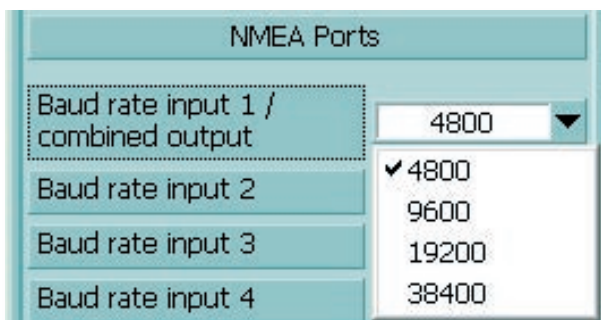 NMEA Ports
Baud rate input 1 /
combined output
4800
4800
9600
19200
38400
Baud rate input 2
Baud rate input 3
Baud rate input 4